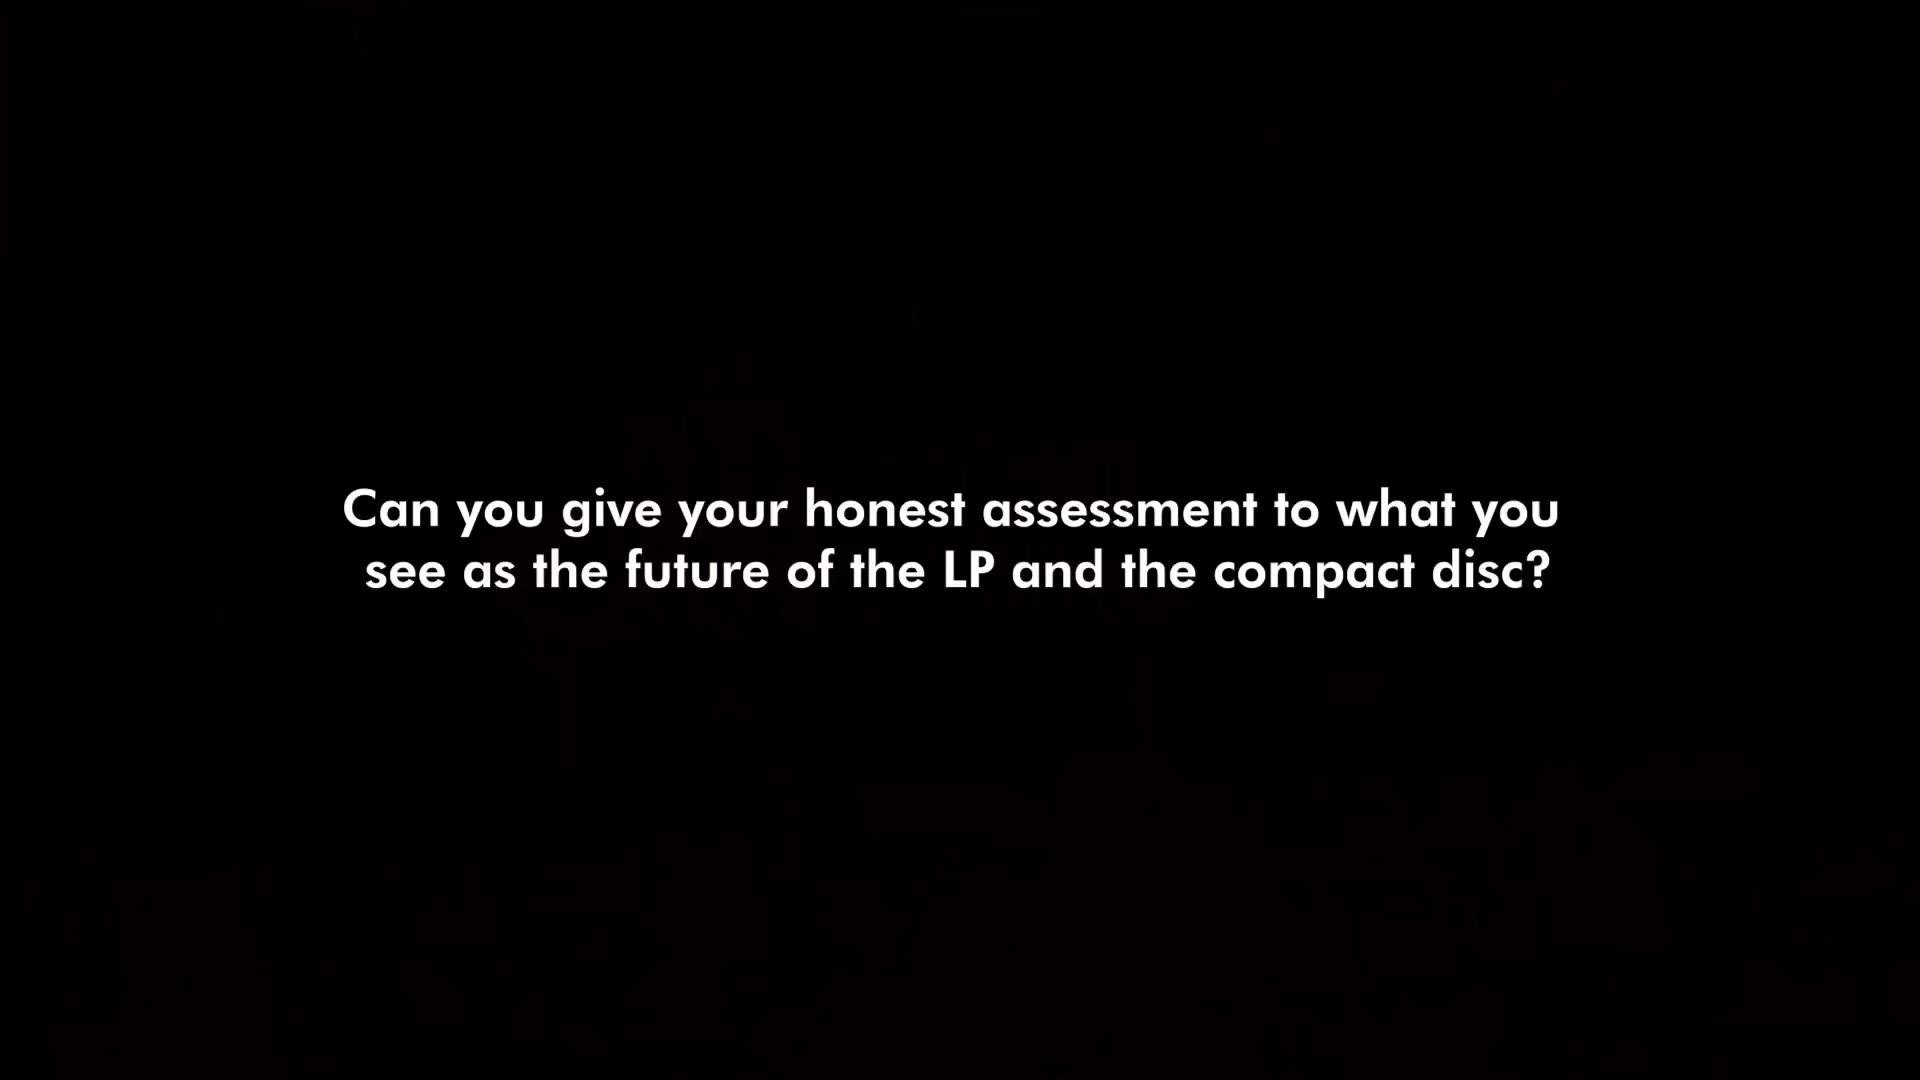 Can you give your honest assessment to what you
see as the future of the LP and the compact disc?